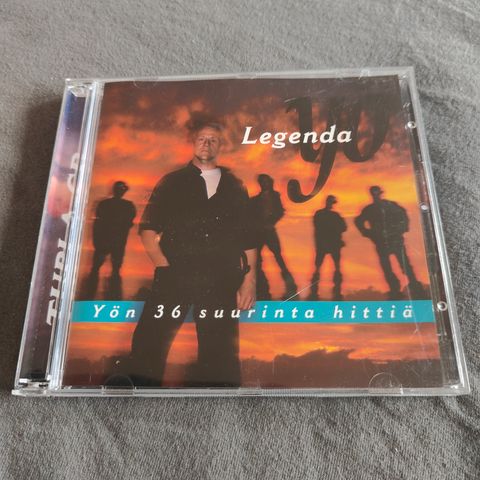 Legenda
yö
Yön 36 suurinta hittiä
TUPLA-CD